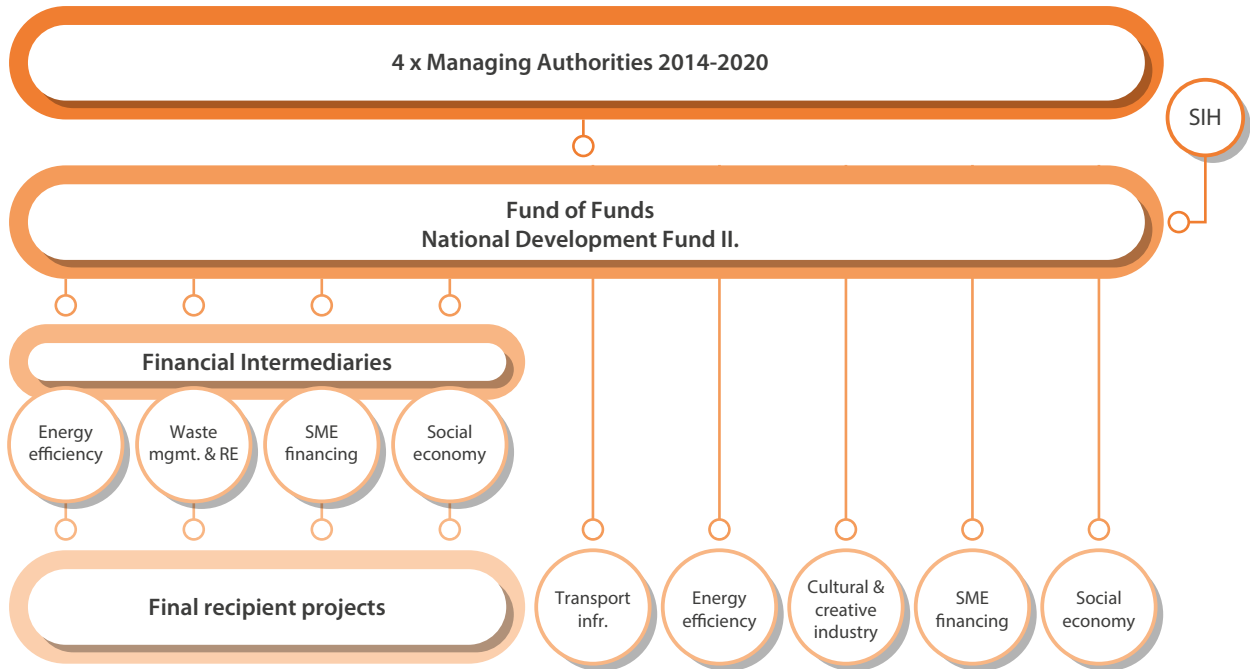 4 x Managing Authorities 2014-2020
SIH
Fund of Funds
National Development Fund II.
Financial Intermediaries
Energy
efficiency
Waste
mgmt. & RE
SME
financing
Social
economy
Final recipient projects
Transport
infr.
Energy
efficiency
Cultural &
creative
industry
SME
financing
Social
economy